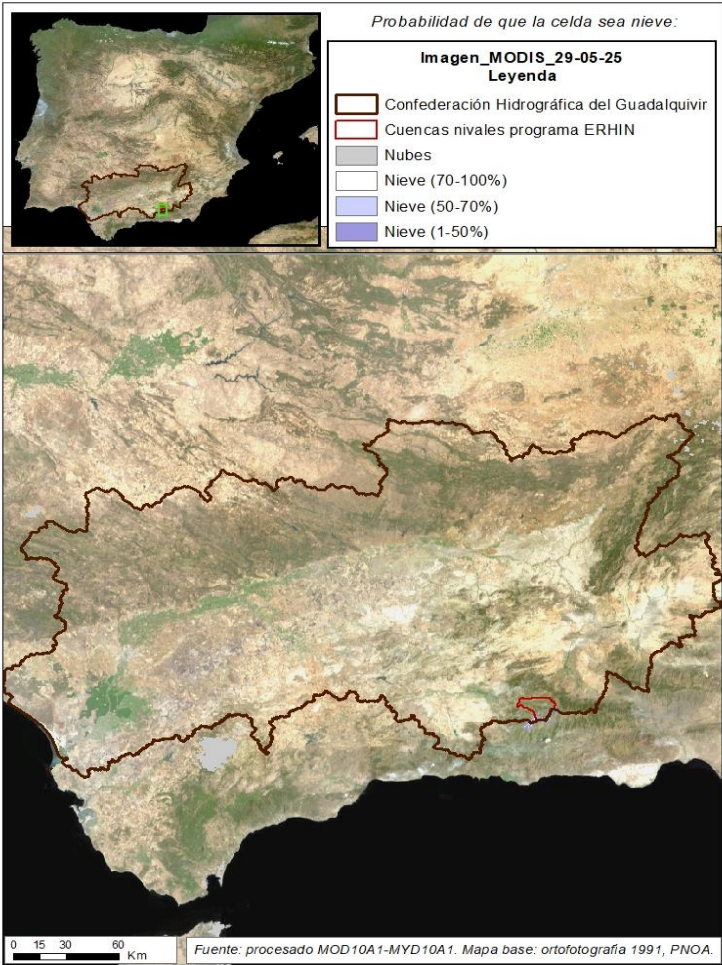 Probabilidad de que la celda sea nieve:
Imagen_MODIS_29-05-25
Leyenda
Confederación Hidrográfica del Guadalquivir
Cuencas nivales programa ERHIN
Nubes
Nieve (70-100%)
Nieve (50-70%)
Nieve (1-50%)
0 15 30 60
Km
Fuente: procesado MOD10A1-MYD10A1. Mapa base: ortofotografía 1991, PNOA.